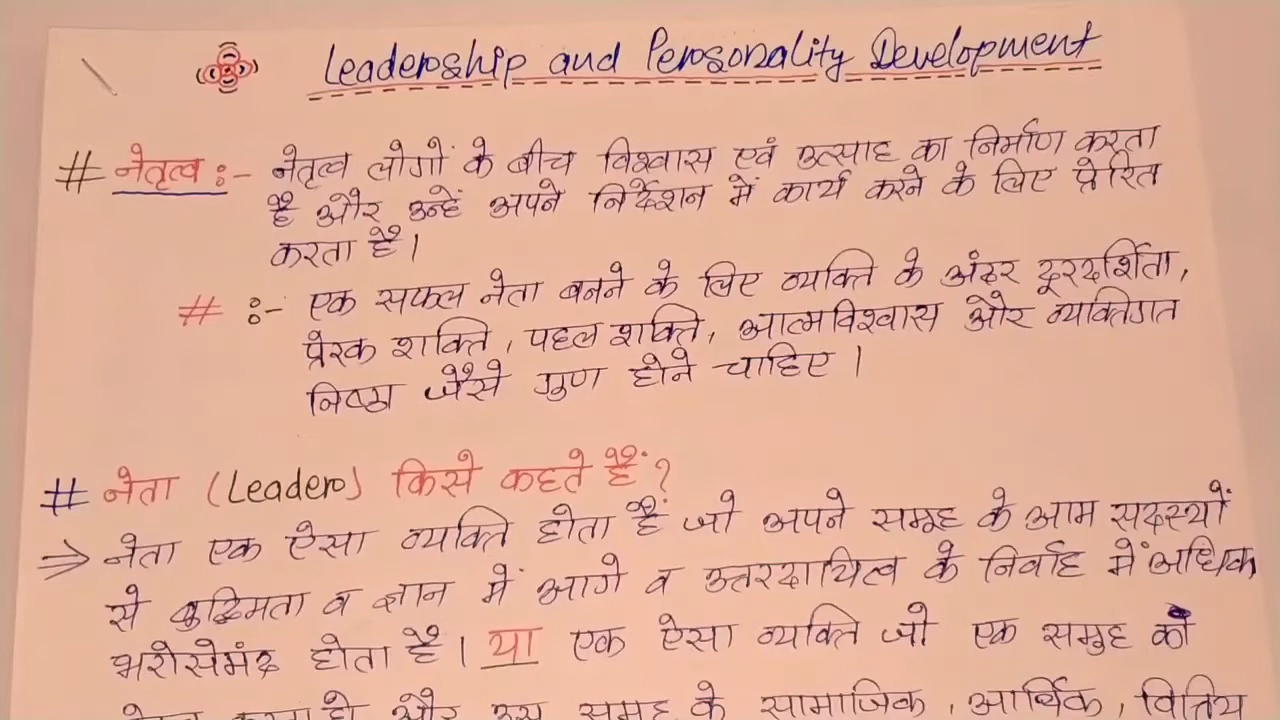 Leadership and Personality Development
# नेतृत्व :- नेतृत्व लोगों के बीच विश्वास एवं उत्साह का निर्माण करता
है और उन्हें अपने निर्देशन में कार्य करने के लिए प्रेरित
करता है।
# :- एक सफल नेता बनने के लिए व्यक्ति के अंदर दूरदर्शिता,
प्रेरक शक्ति, पहल शक्ति, आत्मविश्वास और व्यक्तिगत
निष्ठा जैसे गुण होने चाहिए।
# नेता (Leader) किसे कहते हैं?
⇒ नेता एक ऐसा व्यक्ति होता हैं जो अपने समूह के आम सदस्यों
से बुद्धिमता व ज्ञान में आगे व उत्तरदायित्व के निर्वाह में अधिक
भरोसेमंद होता है। या एक ऐसा व्यक्ति जो एक समुह को
और उस समुह के सामाजिक, आर्थिक, वित्तिय